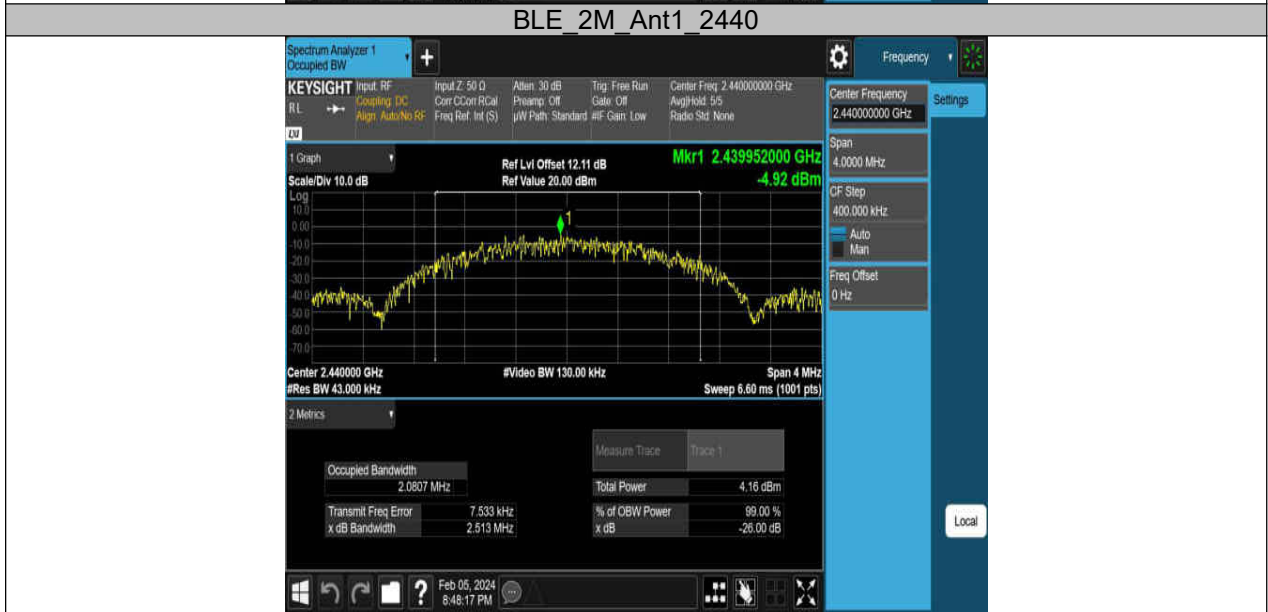 BLE_2M_Ant1_2440
Spectrum Analyzer 1
Occupied BW
+
Frequency
KEYSIGHT
RL
Input: RF
Coupling: DC
Align: Auto/No RF
Input Z: 50 Ω
Corr CCorr RCal
Freq Ref: Int (S)
Atten: 30 dB
Preamp: Off
µW Path: Standard
Trig: Free Run
Gate: Off
#IF Gain: Low
Center Freq: 2.440000000 GHz
Avg|Hold: 5/5
Radio Std: None
Center Frequency
2.440000000 GHz
Settings
Span
4.0000 MHz
CF Step
400.000 kHz
Auto
Man
Freq Offset
0 Hz
1 Graph
Scale/Div 10.0 dB
Ref Lvl Offset 12.11 dB
Ref Value 20.00 dBm
Mkr1 2.439952000 GHz
-4.92 dBm
Log
10.0
0.00
-10.0
-20.0
-30.0
-40.0
-50.0
-60.0
-70.0
1
Center 2.440000 GHz
#Res BW 43.000 kHz
#Video BW 130.00 kHz
Span 4 MHz
Sweep 6.60 ms (1001 pts)
2 Metrics
Measure Trace
Trace 1
Occupied Bandwidth
2.0807 MHz
Total Power
4.16 dBm
Transmit Freq Error
7.533 kHz
% of OBW Power
99.00 %
x dB Bandwidth
2.513 MHz
x dB
-26.00 dB
Local
?
Feb 05, 2024
8:48:17 PM